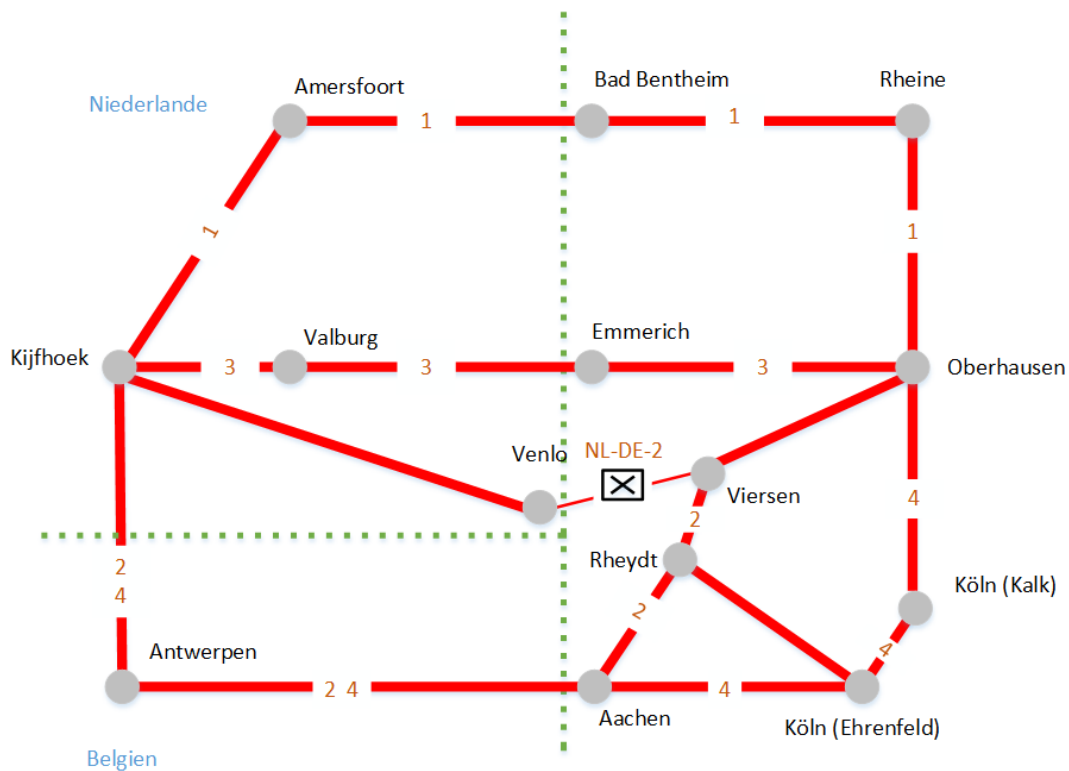 Amersfoort
Bad Bentheim
Rheine
Niederlande
1
1
1
1
Kijfhoek
Valburg
Emmerich
Oberhausen
3
3
3
Venlo
NL-DE-2
Viersen
4
2
2
4
Rheydt
Köln (Kalk)
2
4
Antwerpen
2 4
4
Aachen
Köln (Ehrenfeld)
Belgien